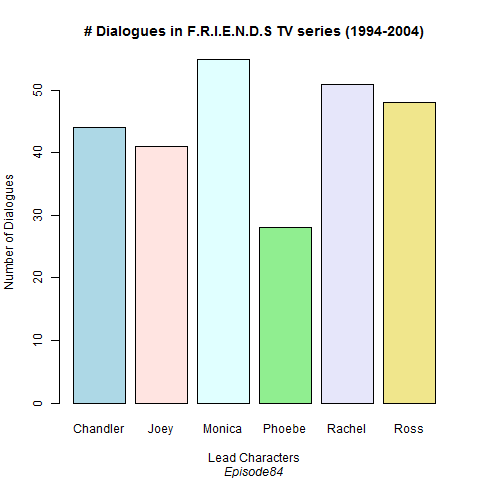 # Dialogues in F.R.I.E.N.D.S TV series (1994-2004)
Number of Dialogues
50
40
30
20
10
0
Chandler Joey Monica Phoebe Rachel Ross
Lead Characters
Episode84